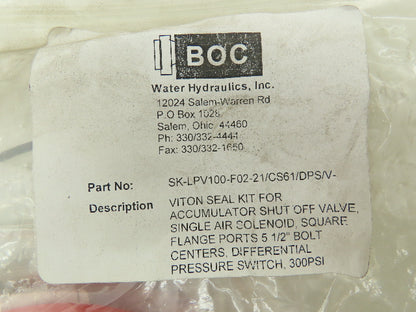 BOC
Water Hydraulics, Inc.
12024 Salem-Warren Rd
P.O Box 1028
Salem, Ohio 44460
Ph: 330/332-4444
Fax: 330/332-1650
Part No: SK-LPV100-F02-21/CS61/DPS/V-
Description VITON SEAL KIT FOR
ACCUMULATOR SHUT OFF VALVE,
SINGLE AIR SOLENOID, SQUARE
FLANGE PORTS 5 1/2" BOLT
CENTERS, DIFFERENTIAL
PRESSURE SWITCH, 300PSI